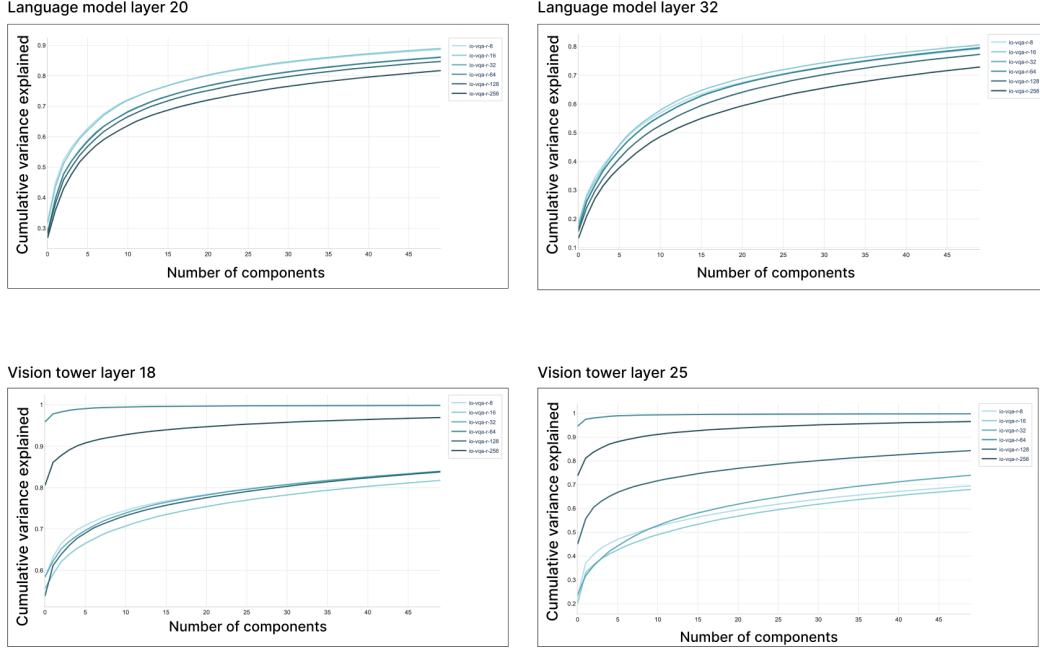 Language model layer 20
Cumulative variance explained
0.9
0.8
0.7
0.6
0.5
0.4
0.3
0
5
10
15
20
25
30
35
40
45
Number of components
io-vqa-r-8
io-vqa-r-16
io-vqa-r-32
io-vqa-r-64
io-vqa-r-128
io-vqa-r-256
Language model layer 32
Cumulative variance explained
0.8
0.7
0.6
0.5
0.4
0.3
0.2
0.1
0
5
10
15
20
25
30
35
40
45
Number of components
io-vqa-r-8
io-vqa-r-16
io-vqa-r-32
io-vqa-r-64
io-vqa-r-128
io-vqa-r-256
Vision tower layer 18
Cumulative variance explained
1
0.9
0.8
0.7
0.6
0
5
10
15
20
25
30
35
40
45
Number of components
io-vqa-r-8
io-vqa-r-16
io-vqa-r-32
io-vqa-r-64
io-vqa-r-128
io-vqa-r-256
Vision tower layer 25
Cumulative variance explained
1
0.9
0.8
0.7
0.6
0.5
0.4
0.3
0.2
0
5
10
15
20
25
30
35
40
45
Number of components
io-vqa-r-8
io-vqa-r-16
io-vqa-r-32
io-vqa-r-64
io-vqa-r-128
io-vqa-r-256